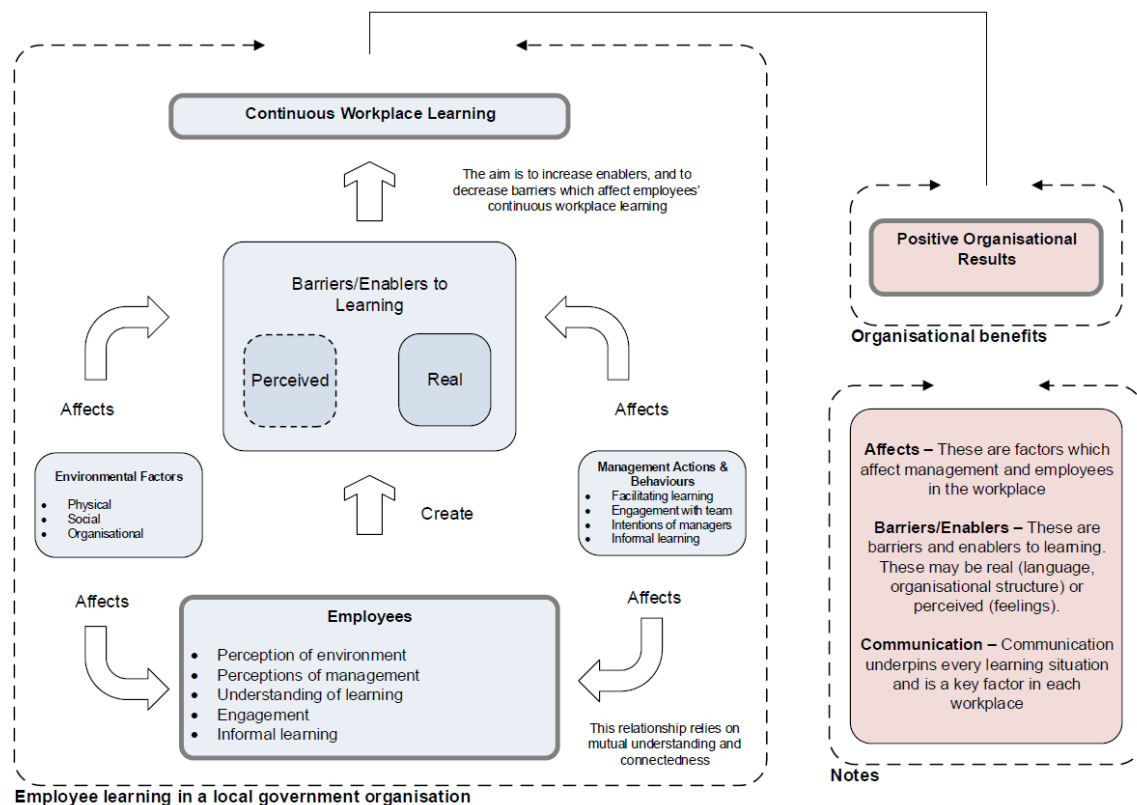 Continuous Workplace Learning
The aim is to increase enablers, and to
decrease barriers which affect employees'
continuous workplace learning
Barriers/Enablers to
Learning
Perceived
Real
Affects
Affects
Environmental Factors
• Physical
• Social
• Organisational
Create
Management Actions &
Behaviours
• Facilitating learning
• Engagement with team
• Intentions of managers
• Informal learning
Affects
Affects
Employees
• Perception of environment
• Perceptions of management
• Understanding of learning
• Engagement
• Informal learning
This relationship relies on
mutual understanding and
connectedness
Employee learning in a local government organisation
Positive Organisational
Results
Organisational benefits
Affects – These are factors which
affect management and employees
in the workplace
Barriers/Enablers – These are
barriers and enablers to learning.
These may be real (language,
organisational structure) or
perceived (feelings).
Communication – Communication
underpins every learning situation
and is a key factor in each
workplace
Notes